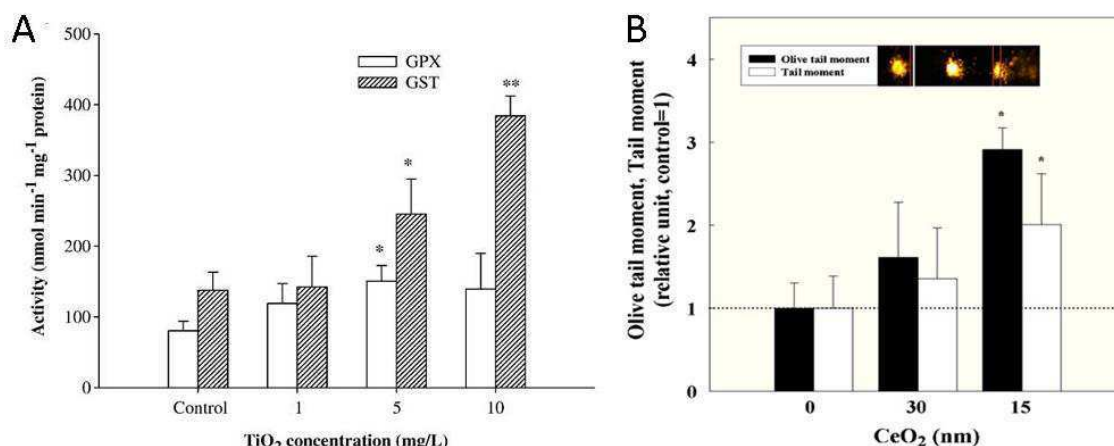 A
500
400
300
200
100
0
Activity (nmol min⁻¹ mg⁻¹ protein)
GPX
GST
*
*
**
Control 1 5 10
TiO₂ concentration (mg/L)
B
4
3
2
1
0
Olive tail moment, Tail moment
(relative unit, control=1)
Olive tail moment
Tail moment
*
*
0 30 15
CeO₂ (nm)